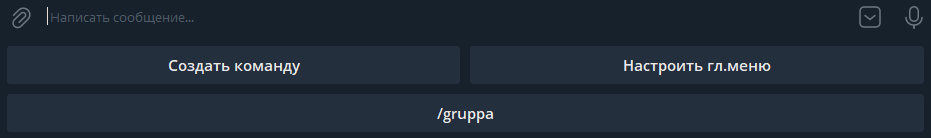 Написать сообщение...
Создать команду
Настроить гл.меню
/gruppa